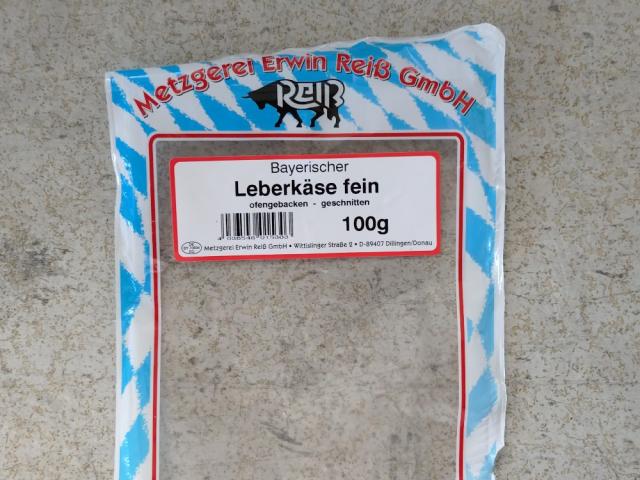 Metzgerei Erwin Reiß GmbH
REIß
Bayerischer
Leberkäse fein
ofengebacken - geschnitten
100g
Metzgerei Erwin Reiß GmbH • Wittislinger Straße 2 • D-89407 Dillingen/Donau